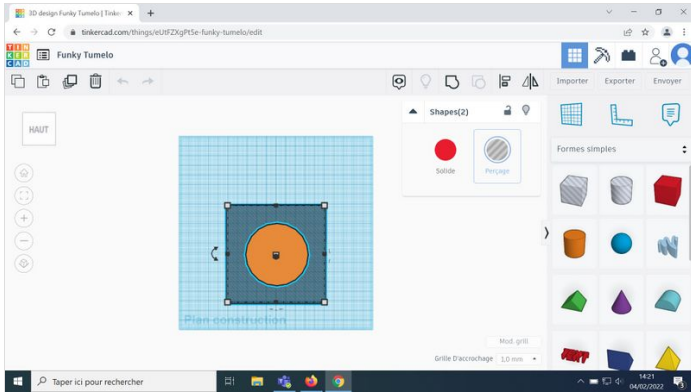 3D design Funky Tumelo | Tinker
tinkercad.com/things/eUtFZXgPtSe-funky-tumelo/edit
TIN
KER
CAD
Funky Tumelo
Importer
Exporter
Envoyer
Shapes(2)
Solide
Perçage
HAUT
Formes simples
Plan construction
Mod. grill
Grille D'accrochage
1,0 mm
Taper ici pour rechercher
14:21
04/02/2022